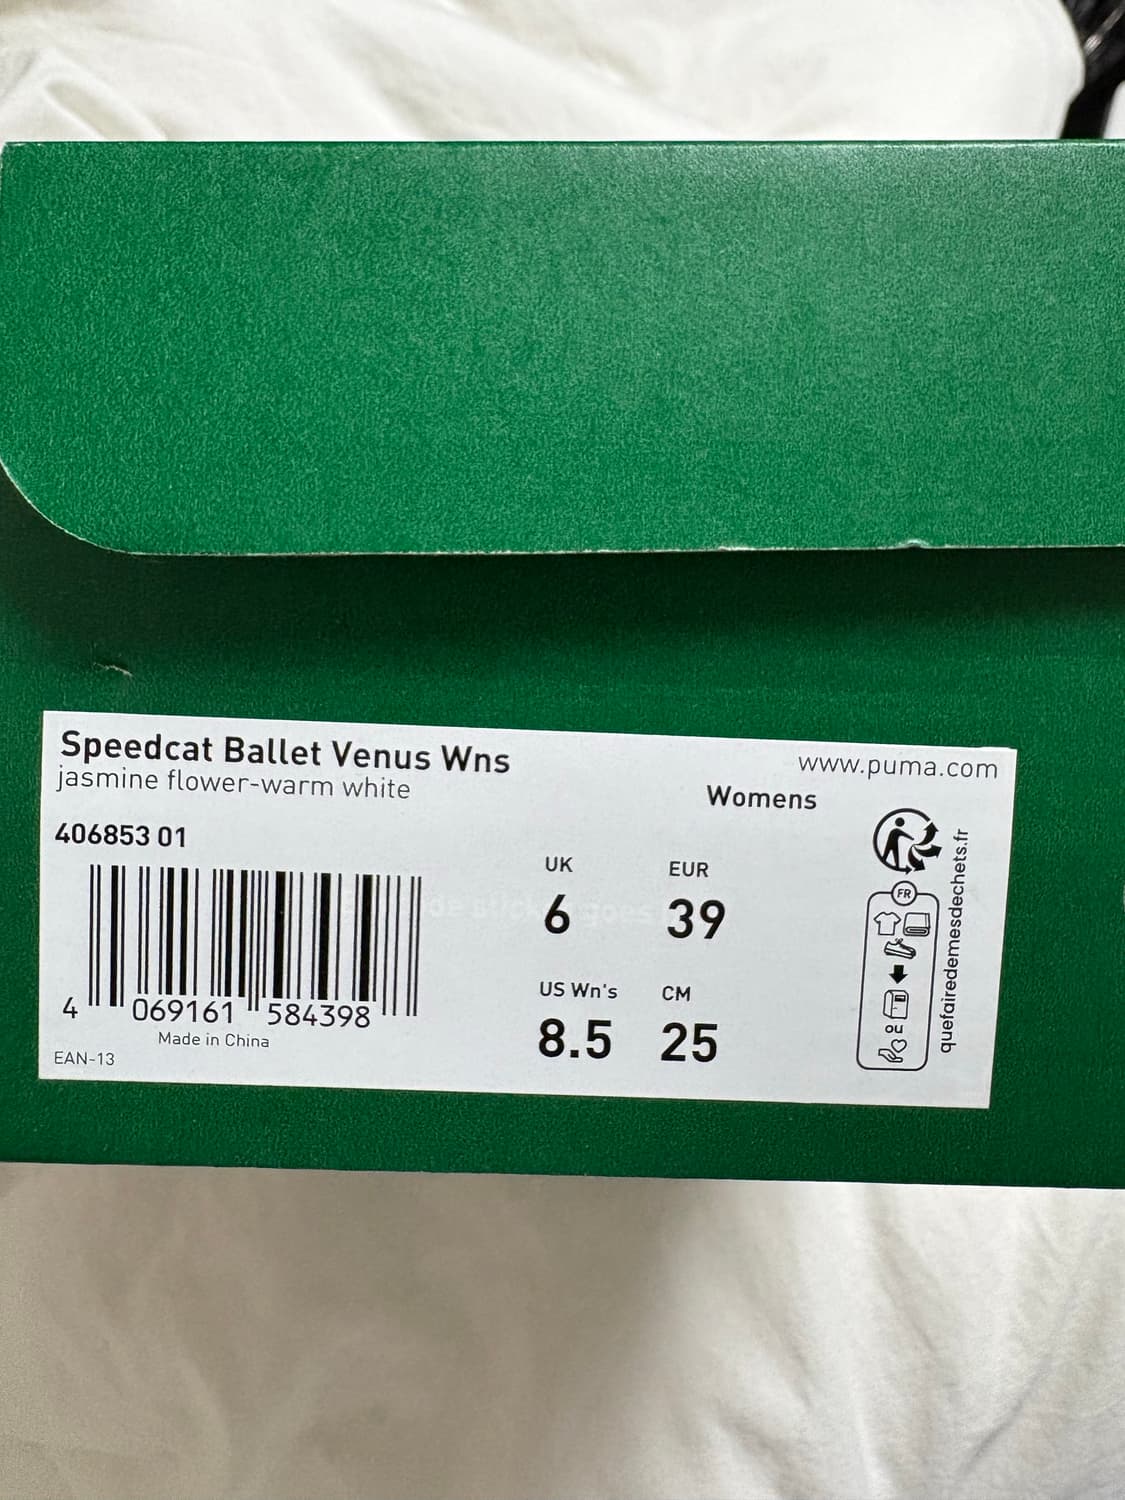 Speedcat Ballet Venus Wns
jasmine flower-warm white
www.puma.com
Womens
406853 01
4 069161 584398
Made in China
EAN-13
UK
6
EUR
39
US Wn's
8.5
CM
25
FR
ou
quefairedemesdechets.fr